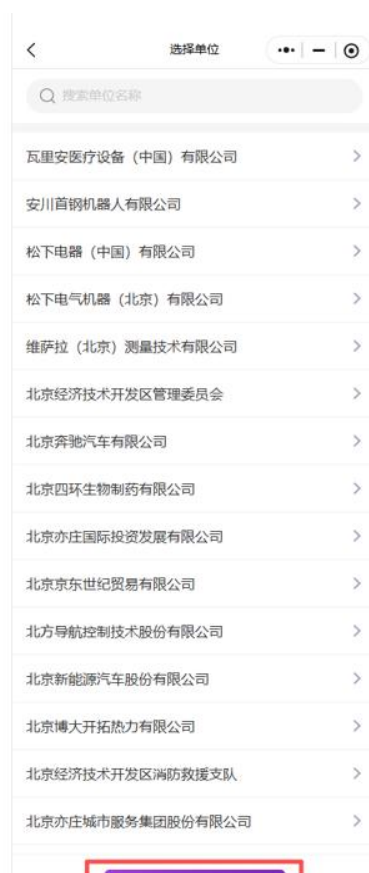 选择单位
搜索单位名称
瓦里安医疗设备（中国）有限公司
安川首钢机器人有限公司
松下电器（中国）有限公司
松下电气机器（北京）有限公司
维萨拉（北京）测量技术有限公司
北京经济技术开发区管理委员会
北京奔驰汽车有限公司
北京四环生物制药有限公司
北京亦庄国际投资发展有限公司
北京京东世纪贸易有限公司
北方导航控制技术股份有限公司
北京新能源汽车股份有限公司
北京博大开拓热力有限公司
北京经济技术开发区消防救援支队
北京亦庄城市服务集团股份有限公司